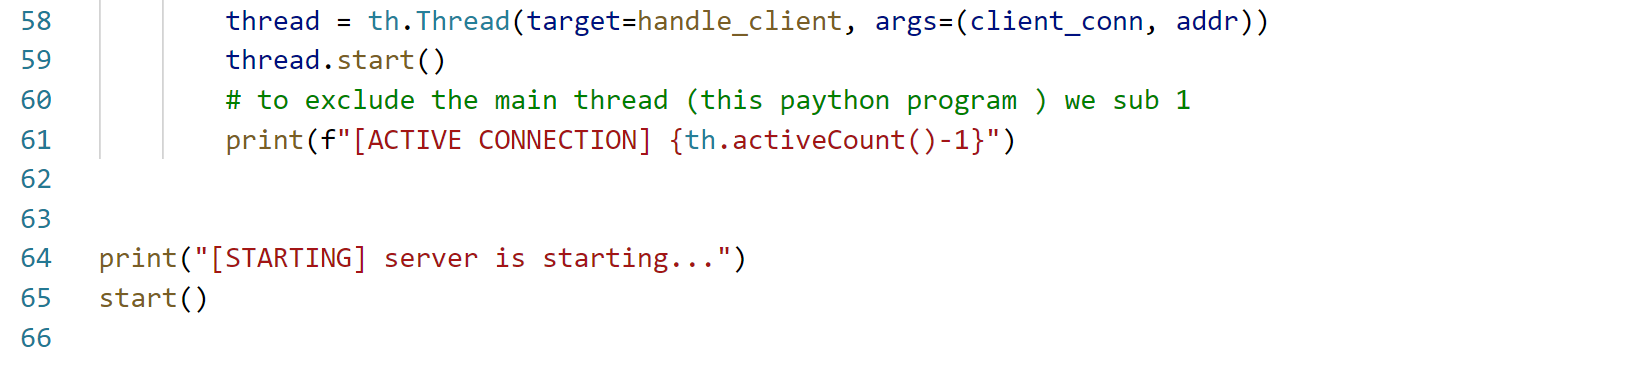 58 thread = th.Thread(target=handle_client, args=(client_conn, addr))
59 thread.start()
60 # to exclude the main thread (this paython program ) we sub 1
61 print(f"[ACTIVE CONNECTION] {th.activeCount()-1}")
62
63
64 print("[STARTING] server is starting...")
65 start()
66